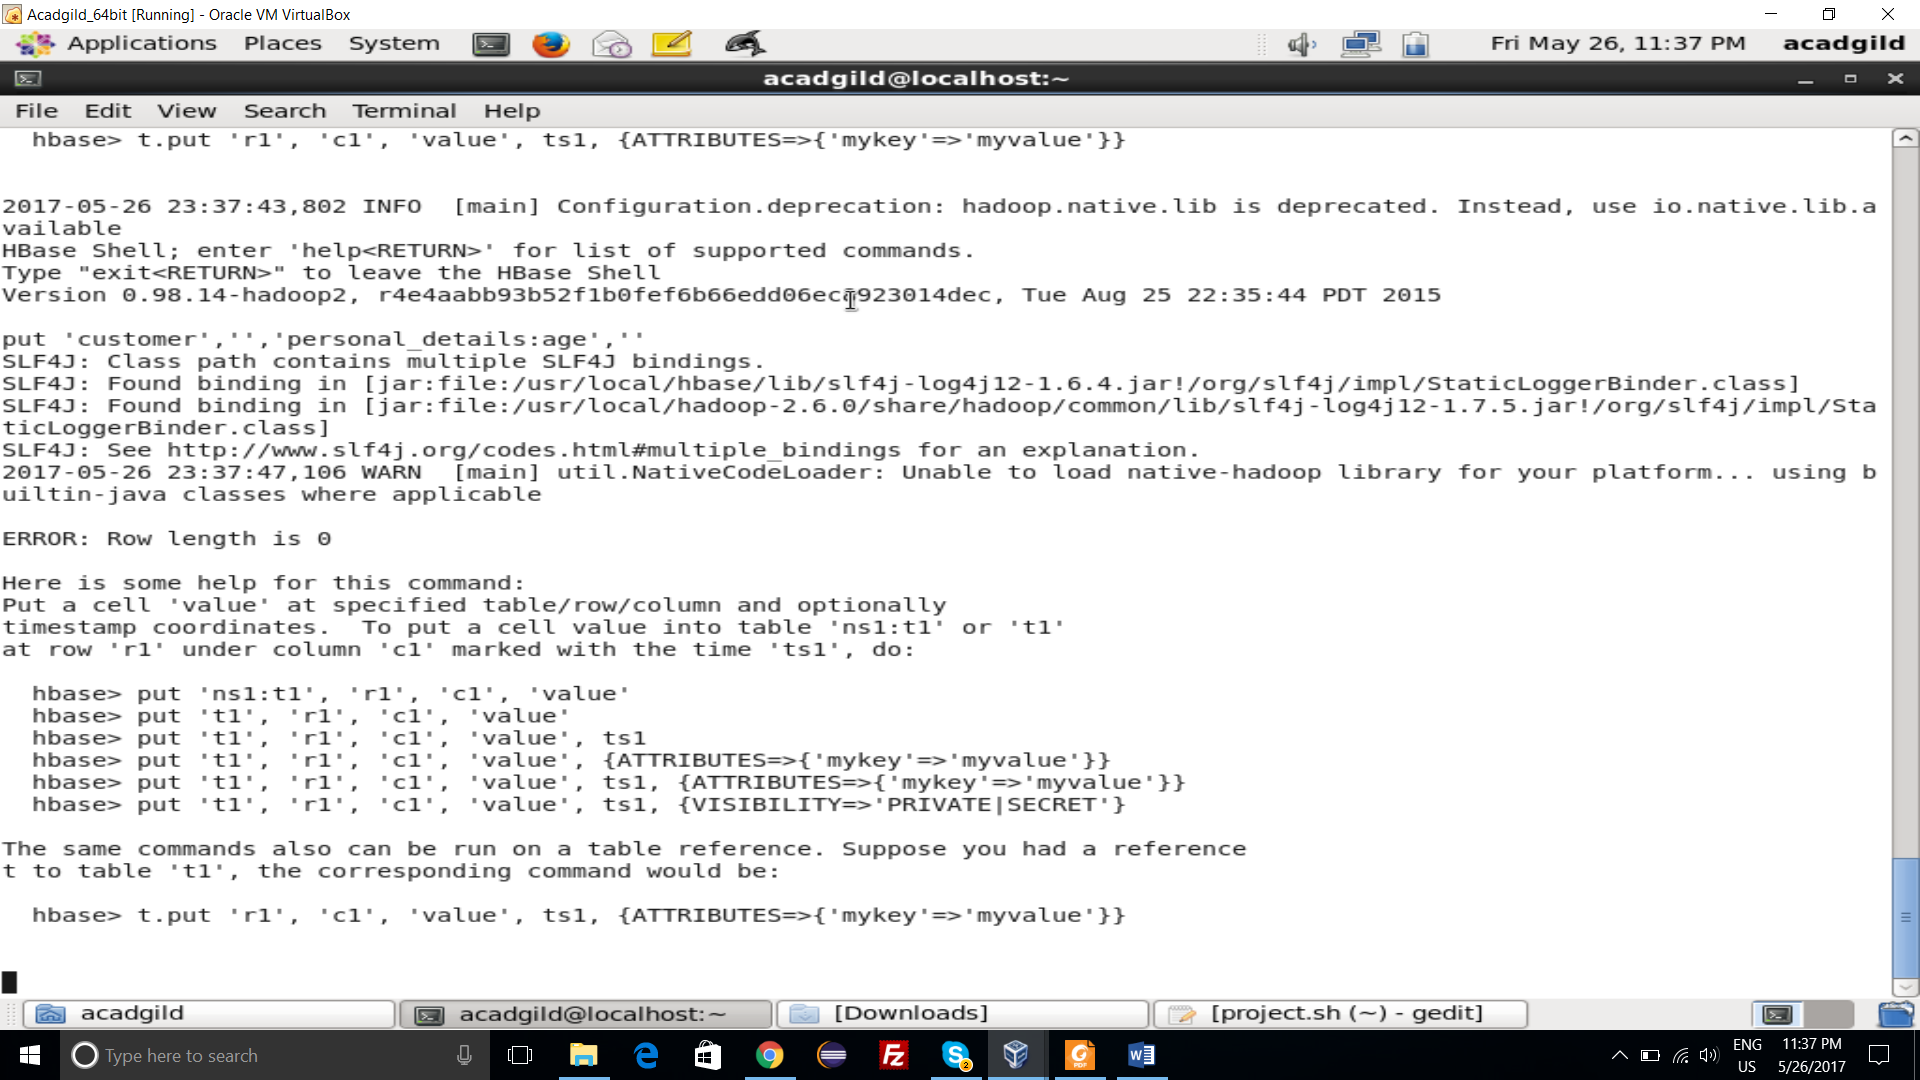 Acadgild_64bit [Running] - Oracle VM VirtualBox
Applications Places System Fri May 26, 11:37 PM acadgild
acadgild@localhost:~
File Edit View Search Terminal Help
hbase> t.put 'r1', 'c1', 'value', ts1, {ATTRIBUTES=>{'mykey'=>'myvalue'}}
2017-05-26 23:37:43,802 INFO [main] Configuration.deprecation: hadoop.native.lib is deprecated. Instead, use io.native.lib.a
vailable
HBase Shell; enter 'help<RETURN>' for list of supported commands.
Type "exit<RETURN>" to leave the HBase Shell
Version 0.98.14-hadoop2, Tue Aug 25 22:35:44 PDT 2015
put 'customer','','personal_details:age',''
SLF4J: Class path contains multiple SLF4J bindings.
SLF4J: Found binding in [jar:file:/usr/local/hbase/lib/slf4j-log4j12-1.6.4.jar!/org/slf4j/impl/StaticLoggerBinder.class]
SLF4J: Found binding in [jar:file:/usr/local/hadoop-2.6.0/share/hadoop/common/lib/slf4j-log4j12-1.7.5.jar!/org/slf4j/impl/Sta
ticLoggerBinder.class]
SLF4J: See http://www.slf4j.org/codes.html#multiple_bindings for an explanation.
2017-05-26 23:37:47,106 WARN [main] util.NativeCodeLoader: Unable to load native-hadoop library for your platform... using b
uiltin-java classes where applicable
ERROR: Row length is 0
Here is some help for this command:
Put a cell 'value' at specified table/row/column and optionally
timestamp coordinates. To put a cell value into table 'ns1:t1' or 't1'
at row 'r1' under column 'c1' marked with the time 'ts1', do:
hbase> put 'ns1:t1', 'r1', 'c1', 'value'
hbase> put 't1', 'r1', 'c1', 'value'
hbase> put 't1', 'r1', 'c1', 'value', ts1
hbase> put 't1', 'r1', 'c1', 'value', {ATTRIBUTES=>{'mykey'=>'myvalue'}}
hbase> put 't1', 'r1', 'c1', 'value', ts1, {ATTRIBUTES=>{'mykey'=>'myvalue'}}
hbase> put 't1', 'r1', 'c1', 'value', ts1, {VISIBILITY=>'PRIVATE|SECRET'}
The same commands also can be run on a table reference. Suppose you had a reference
t to table 't1', the corresponding command would be:
hbase> t.put 'r1', 'c1', 'value', ts1, {ATTRIBUTES=>{'mykey'=>'myvalue'}}
acadgild acadgild@localhost:~ [Downloads] [project.sh (~) - gedit]
Type here to search
ENG
US
11:37 PM
5/26/2017